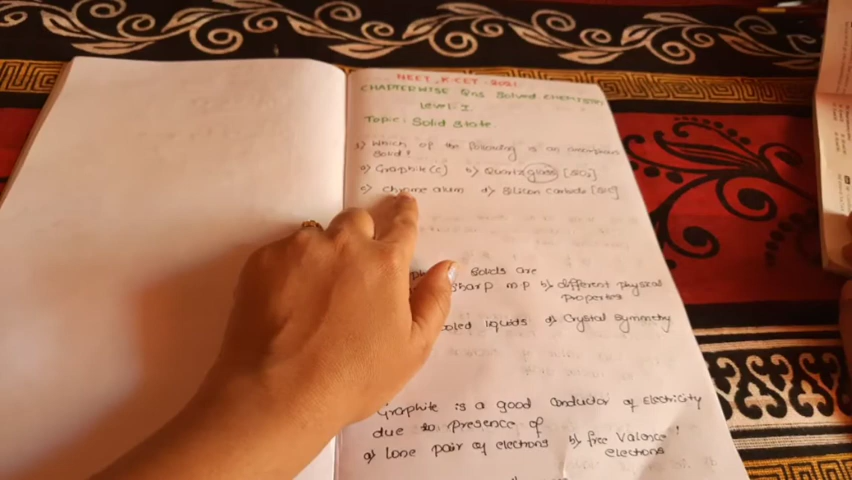 NEET, K-CET 2021
CHAPTERWISE Qns Solved CHEMISTRY
Level-I
Topic: Solid State
1) Which of the following is an amorphous
Solid?
a) Graphite (C) b) Quartz glass [SiO2]
c) Chrome alum d) Silicon Carbide [SiC]
Solids are
Sharp m.p b) different physical
properties
cooled liquids d) Crystal Symmetry
Graphite is a good conductor of Electricity
due to presence of
a) lone pair of electrons b) free Valence
electrons